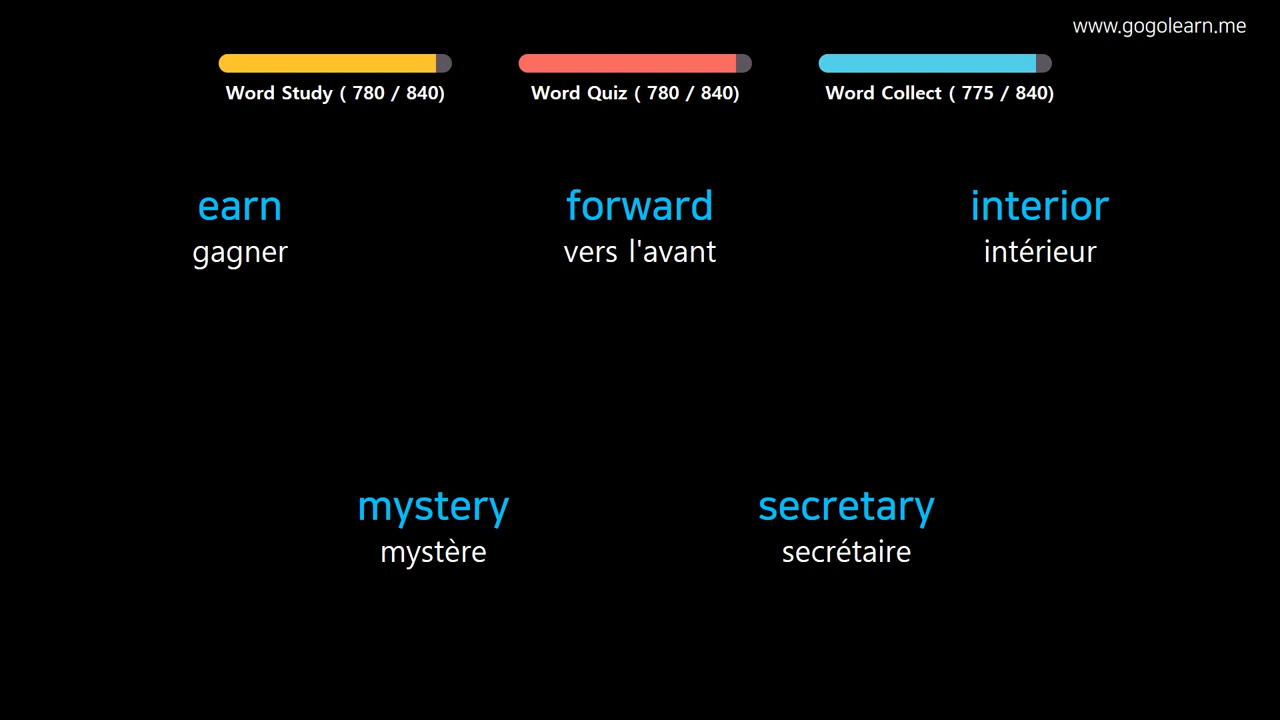 www.gogolearn.me
Word Study ( 780 / 840)
Word Quiz ( 780 / 840)
Word Collect ( 775 / 840)
earn
gagner
forward
vers l'avant
interior
intérieur
mystery
mystère
secretary
secrétaire